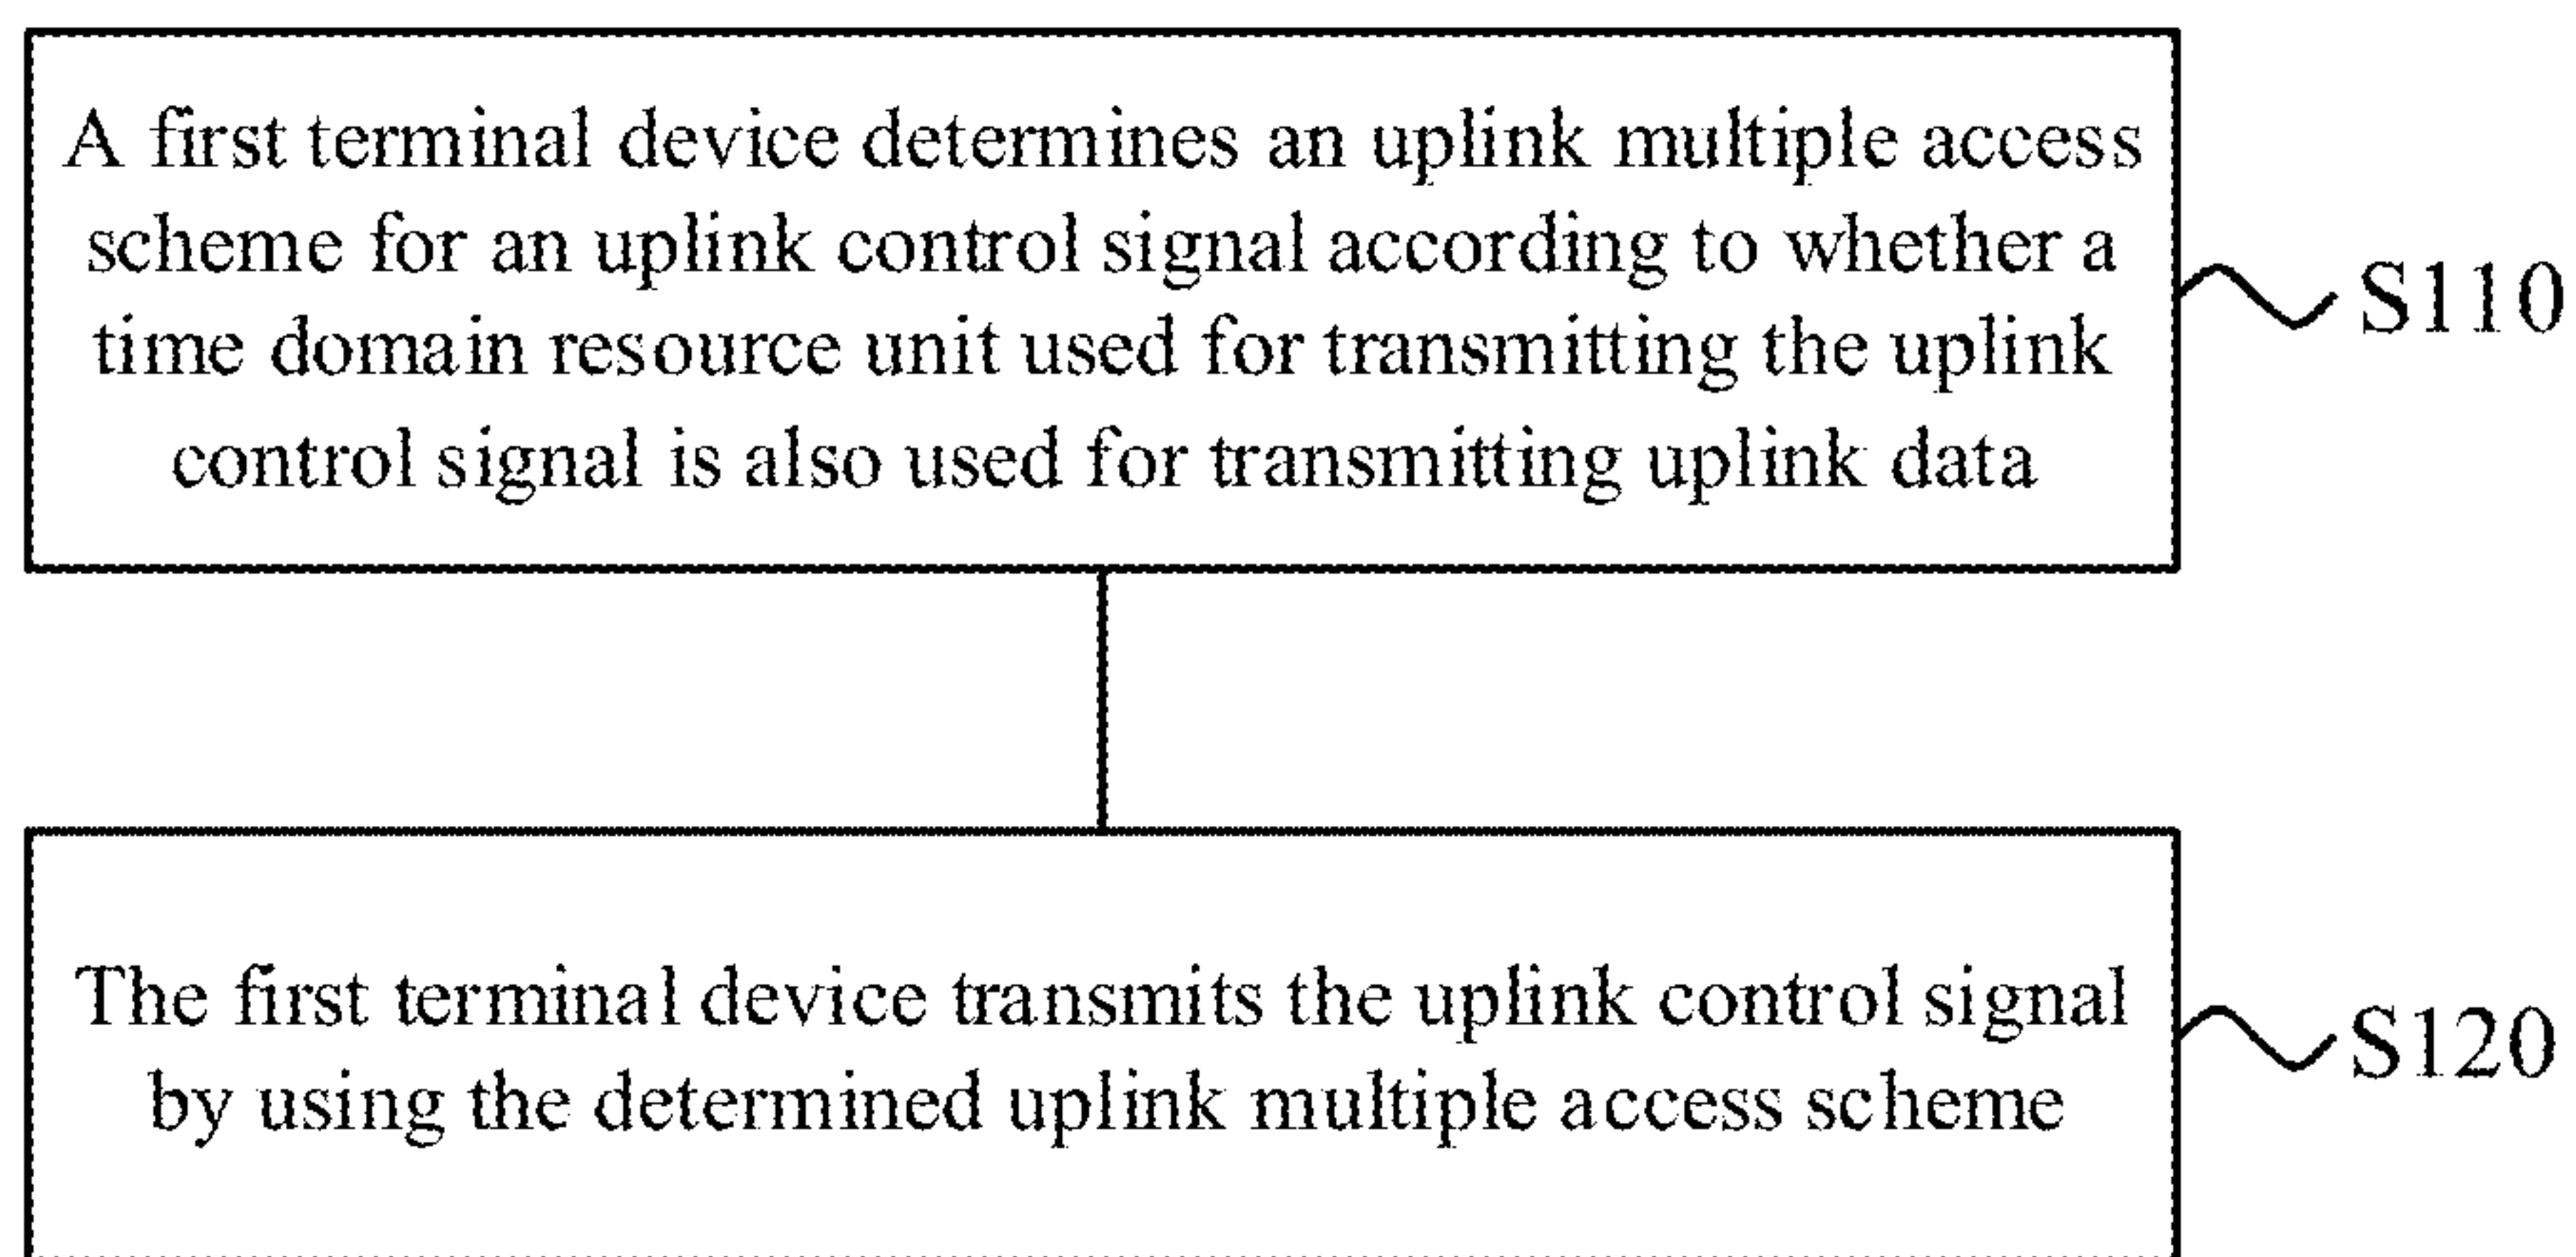 A first terminal device determines an uplink multiple access
scheme for an uplink control signal according to whether a
time domain resource unit used for transmitting the uplink
control signal is also used for transmitting uplink data
S110
The first terminal device transmits the uplink control signal
by using the determined uplink multiple access scheme
S120